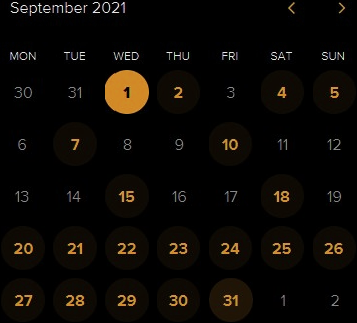 September 2021
MON TUE WED THU FRI SAT SUN
30 31 1 2 3 4 5
6 7 8 9 10 11 12
13 14 15 16 17 18 19
20 21 22 23 24 25 26
27 28 29 30 31 1 2